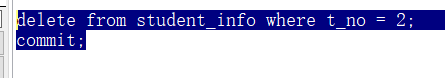 delete from student_info where t_no = 2;
commit;